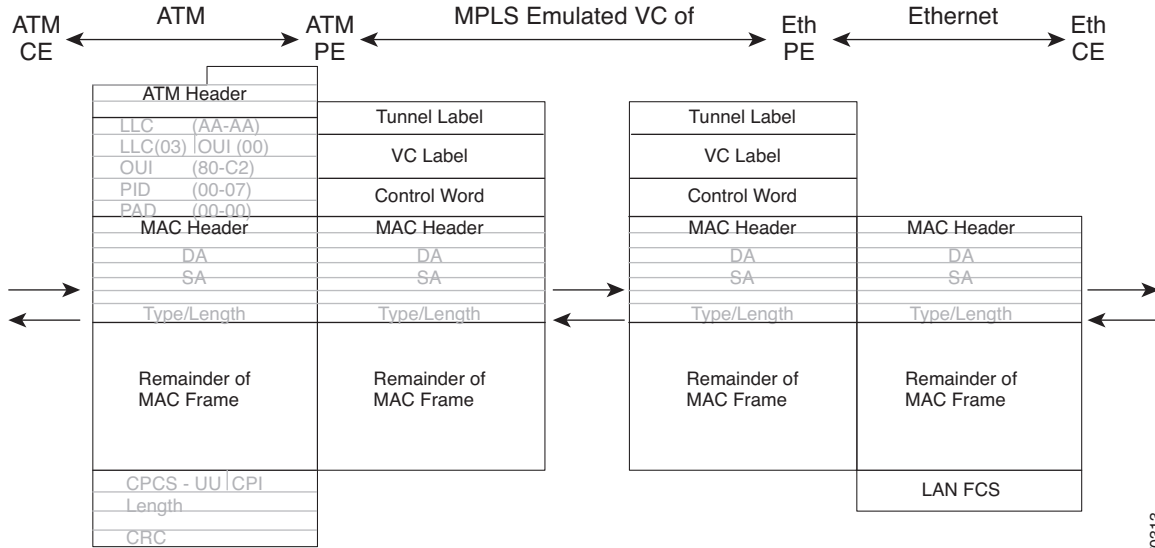 ATM CE
ATM
ATM PE
MPLS Emulated VC of
Eth PE
Ethernet
Eth CE
ATM Header
LLC (AA-AA)
LLC(03) OUI (00)
OUI (80-C2)
PID (00-07)
PAD (00-00)
MAC Header
DA
SA
Type/Length
Remainder of
MAC Frame
CPCS - UU CPI
Length
CRC
Tunnel Label
VC Label
Control Word
MAC Header
DA
SA
Type/Length
Remainder of
MAC Frame
Tunnel Label
VC Label
Control Word
MAC Header
DA
SA
Type/Length
Remainder of
MAC Frame
MAC Header
DA
SA
Type/Length
Remainder of
MAC Frame
LAN FCS